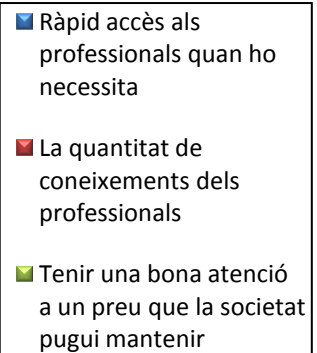 Ràpid accès als
professionals quan ho
necessita
La quantitat de
coneixements dels
professionals
Tenir una bona atenció
a un preu que la societat
pugui mantenir